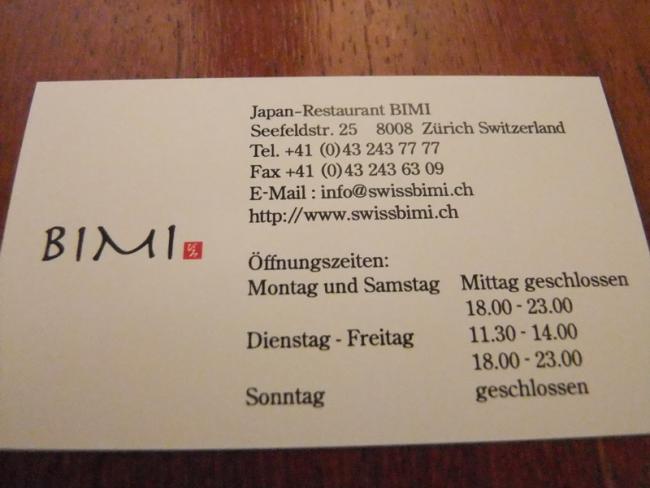 BIMI
びみ
Japan-Restaurant BIMI
Seefeldstr. 25 8008 Zürich Switzerland
Tel. +41 (0)43 243 77 77
Fax +41 (0)43 243 63 09
E-Mail : info@swissbimi.ch
http://www.swissbimi.ch
Öffnungszeiten:
Montag und Samstag Mittag geschlossen
18.00 - 23.00
Dienstag - Freitag 11.30 - 14.00
18.00 - 23.00
Sonntag geschlossen